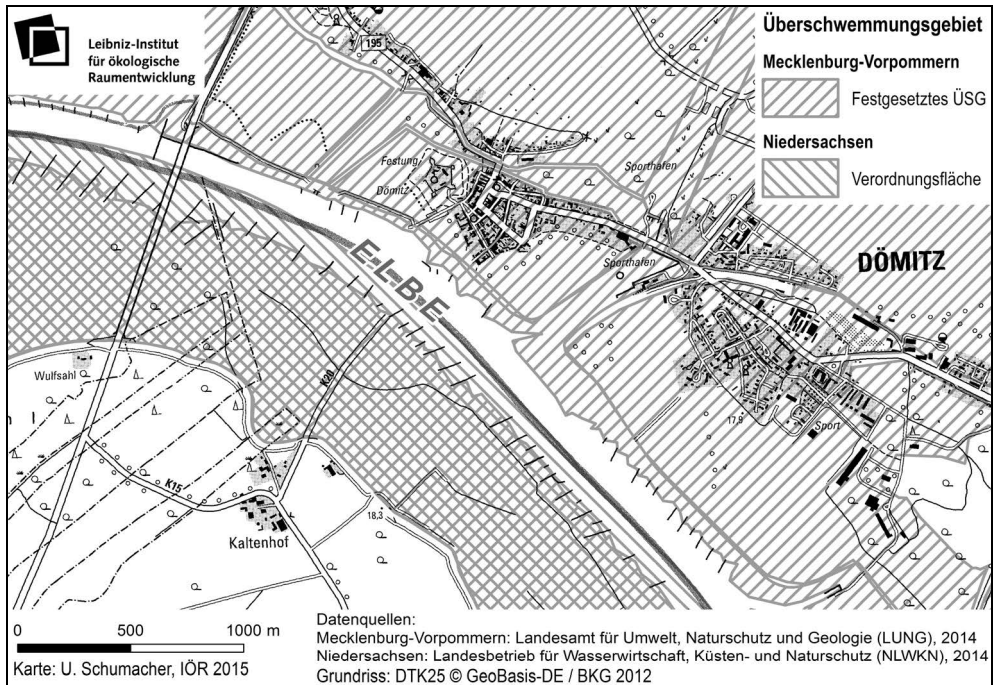 Leibniz-Institut
für ökologische
Raumentwicklung
195
Überschwemmungsgebiet
Mecklenburg-Vorpommern
Festgesetztes ÜSG
Niedersachsen
Verordnungsfläche
Festung
Dömitz
Sporthafen
Sporthafen
DÖMITZ
E-L-B-E
Wulfsahl
K20
17,9
Sport
K15
18,3
Kaltenhof
0 500 1000 m
Karte: U. Schumacher, IÖR 2015
Datenquellen:
Mecklenburg-Vorpommern: Landesamt für Umwelt, Naturschutz und Geologie (LUNG), 2014
Niedersachsen: Landesbetrieb für Wasserwirtschaft, Küsten- und Naturschutz (NLWKN), 2014
Grundriss: DTK25 © GeoBasis-DE / BKG 2012